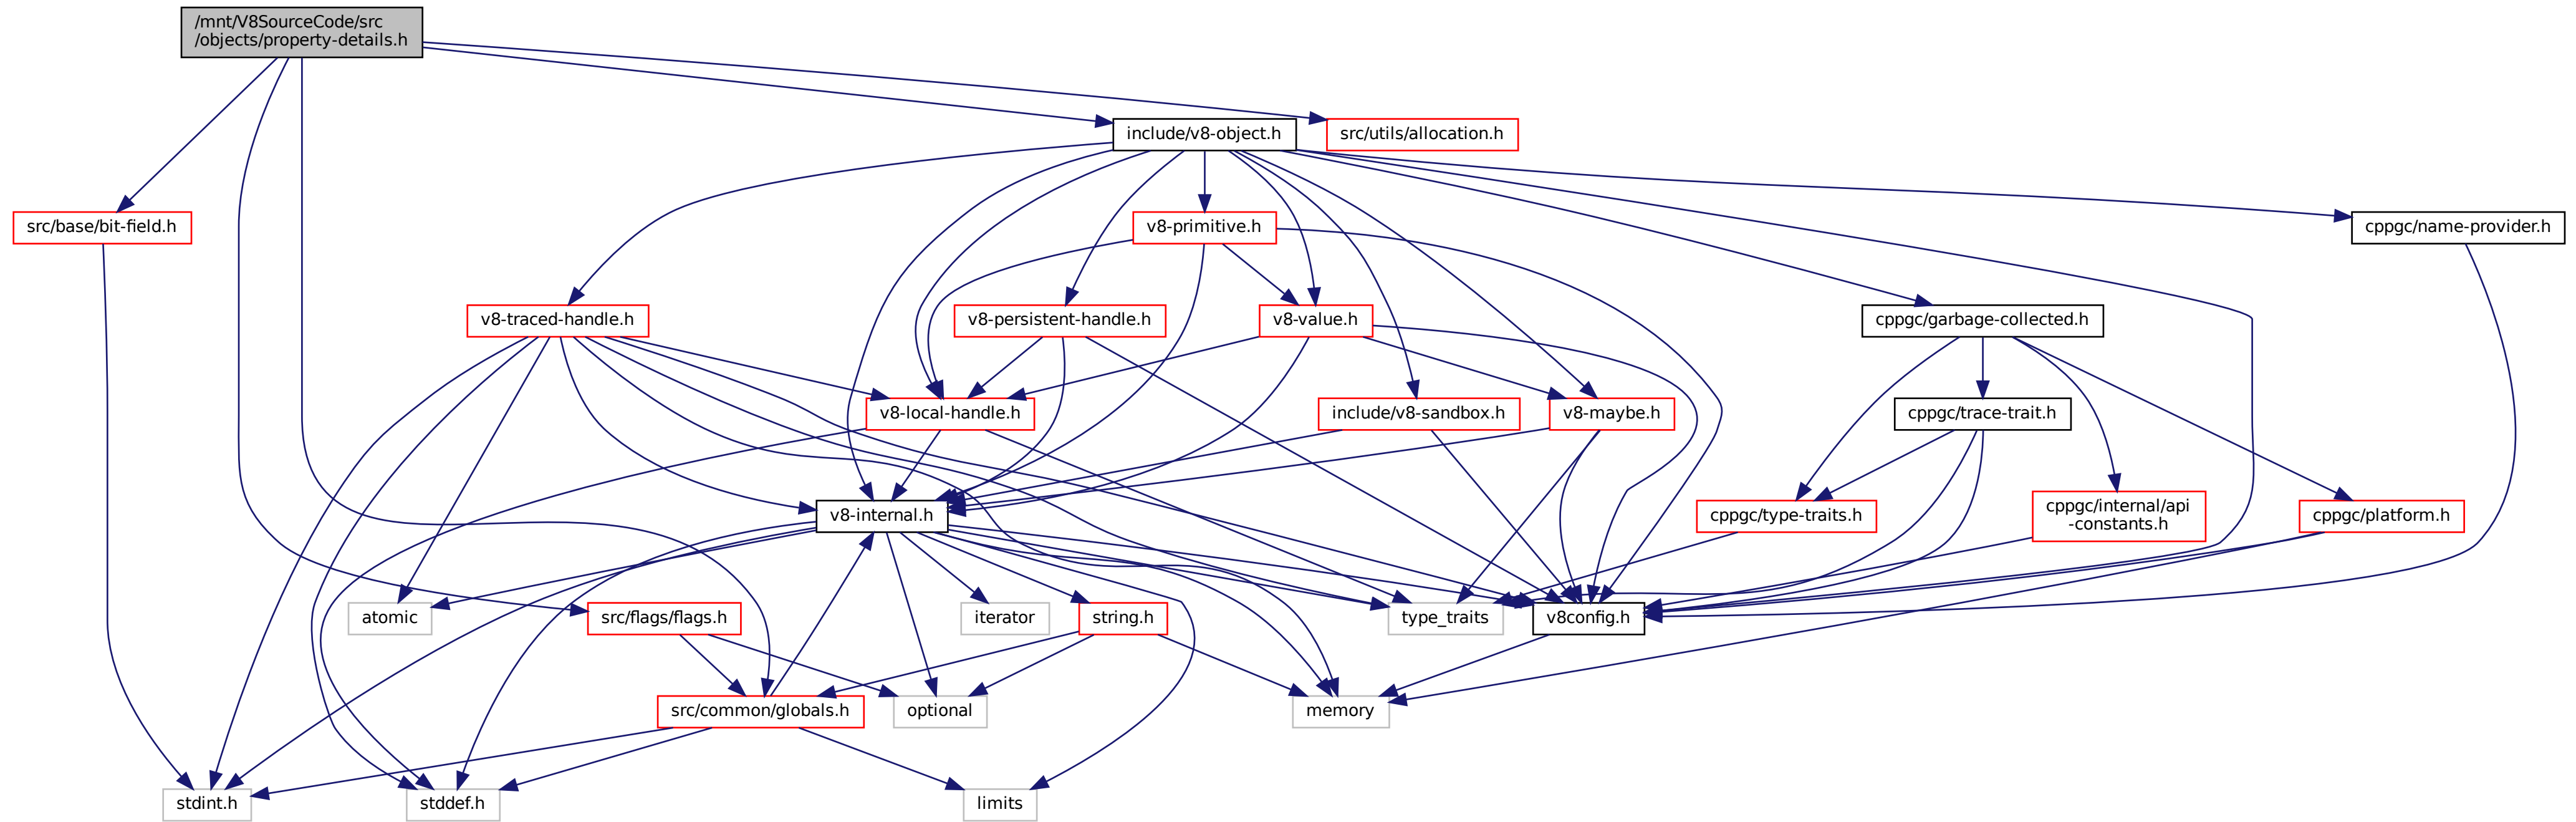 /mnt/V8SourceCode/src
/objects/property-details.h
include/v8-object.h
src/utils/allocation.h
src/base/bit-field.h
v8-primitive.h
cppgc/name-provider.h
v8-traced-handle.h
v8-persistent-handle.h
v8-value.h
cppgc/garbage-collected.h
v8-local-handle.h
include/v8-sandbox.h
v8-maybe.h
cppgc/trace-trait.h
v8-internal.h
cppgc/type-traits.h
cppgc/internal/api
-constants.h
cppgc/platform.h
atomic
src/flags/flags.h
iterator
string.h
type_traits
v8config.h
src/common/globals.h
optional
memory
stdint.h
stddef.h
limits